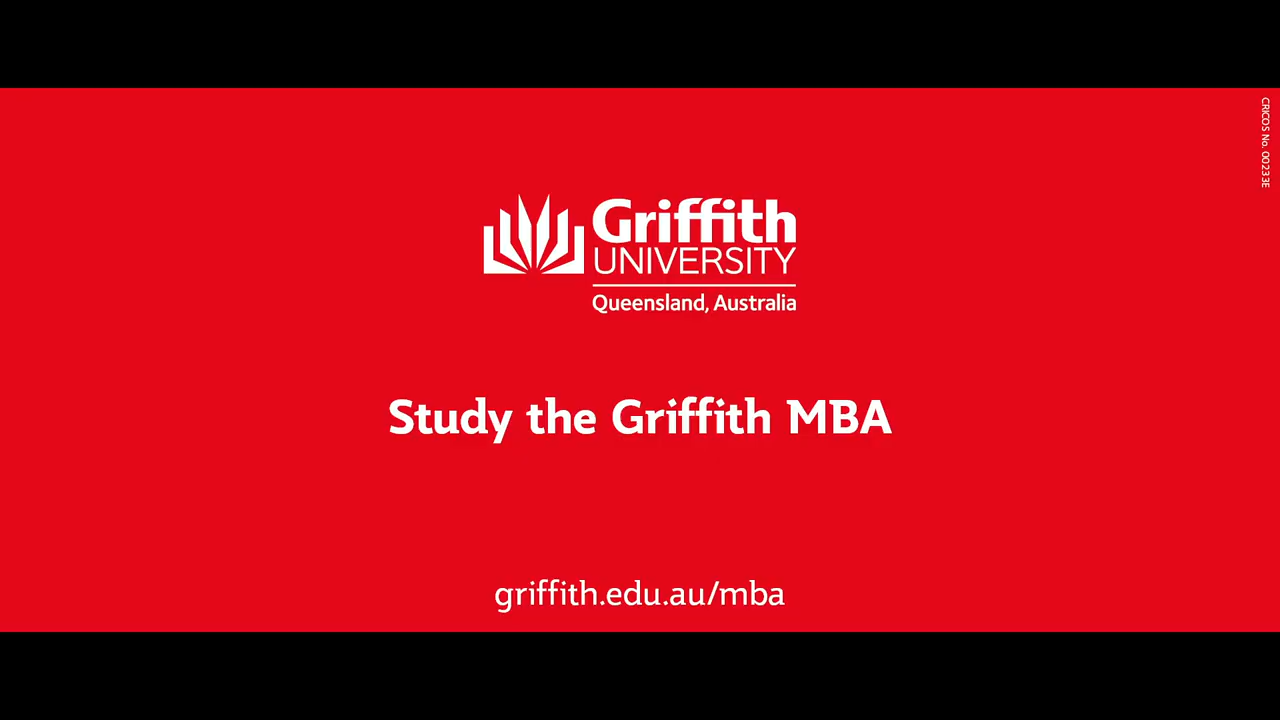 CRICOS No. 00233E
Griffith
UNIVERSITY
Queensland, Australia
Study the Griffith MBA
griffith.edu.au/mba